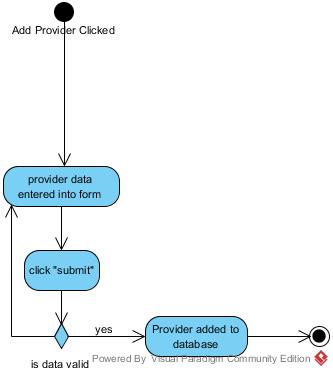 Add Provider Clicked
provider data
entered into form
click "submit"
yes
Provider added to
database
is data valid
Powered By Visual Paradigm Community Edition